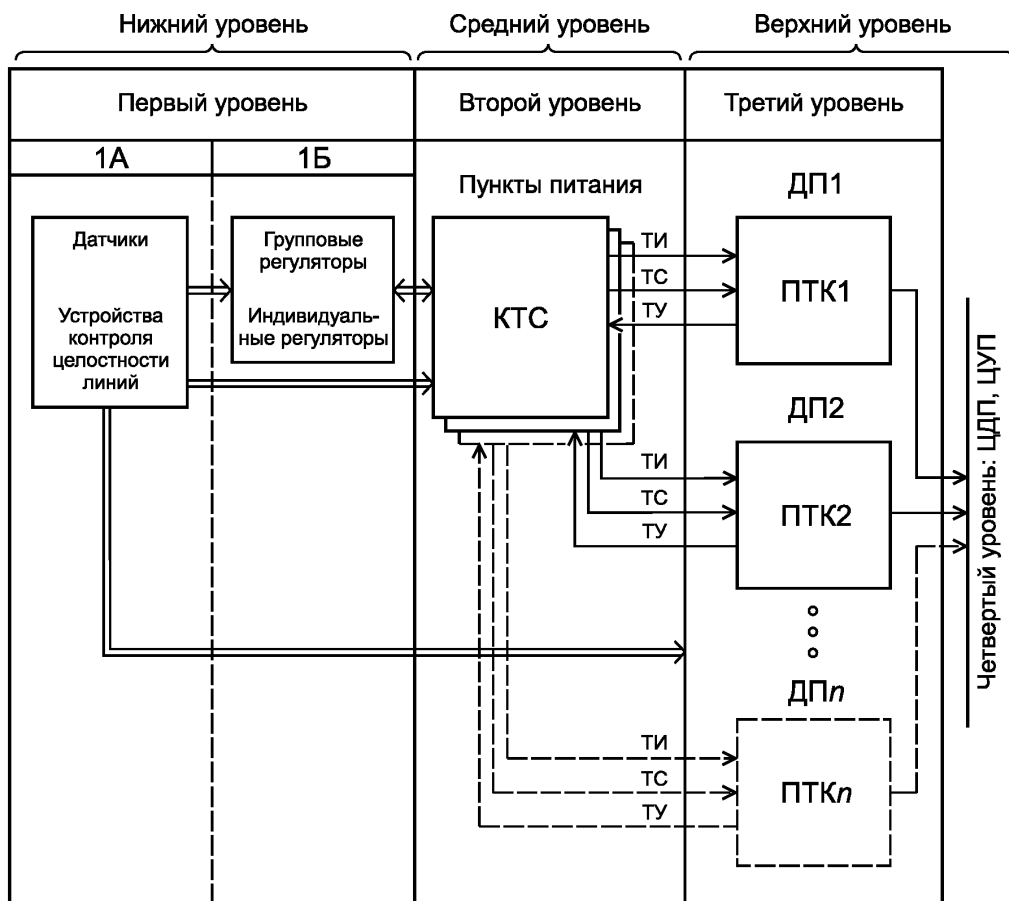 Нижний уровень
Средний уровень
Верхний уровень
Первый уровень
Второй уровень
Третий уровень
1А
1Б
Пункты питания
ДП1
Датчики
Устройства
контроля
целостности
линий
Групповые
регуляторы
Индивидуаль-
ные регуляторы
КТС
ТИ
ТС
ТУ
ПТК1
ДП2
ТИ
ТС
ТУ
ПТК2
ДПn
ТИ
ТС
ТУ
ПТКn
Четвертый уровень: ЦДП, ЦУП